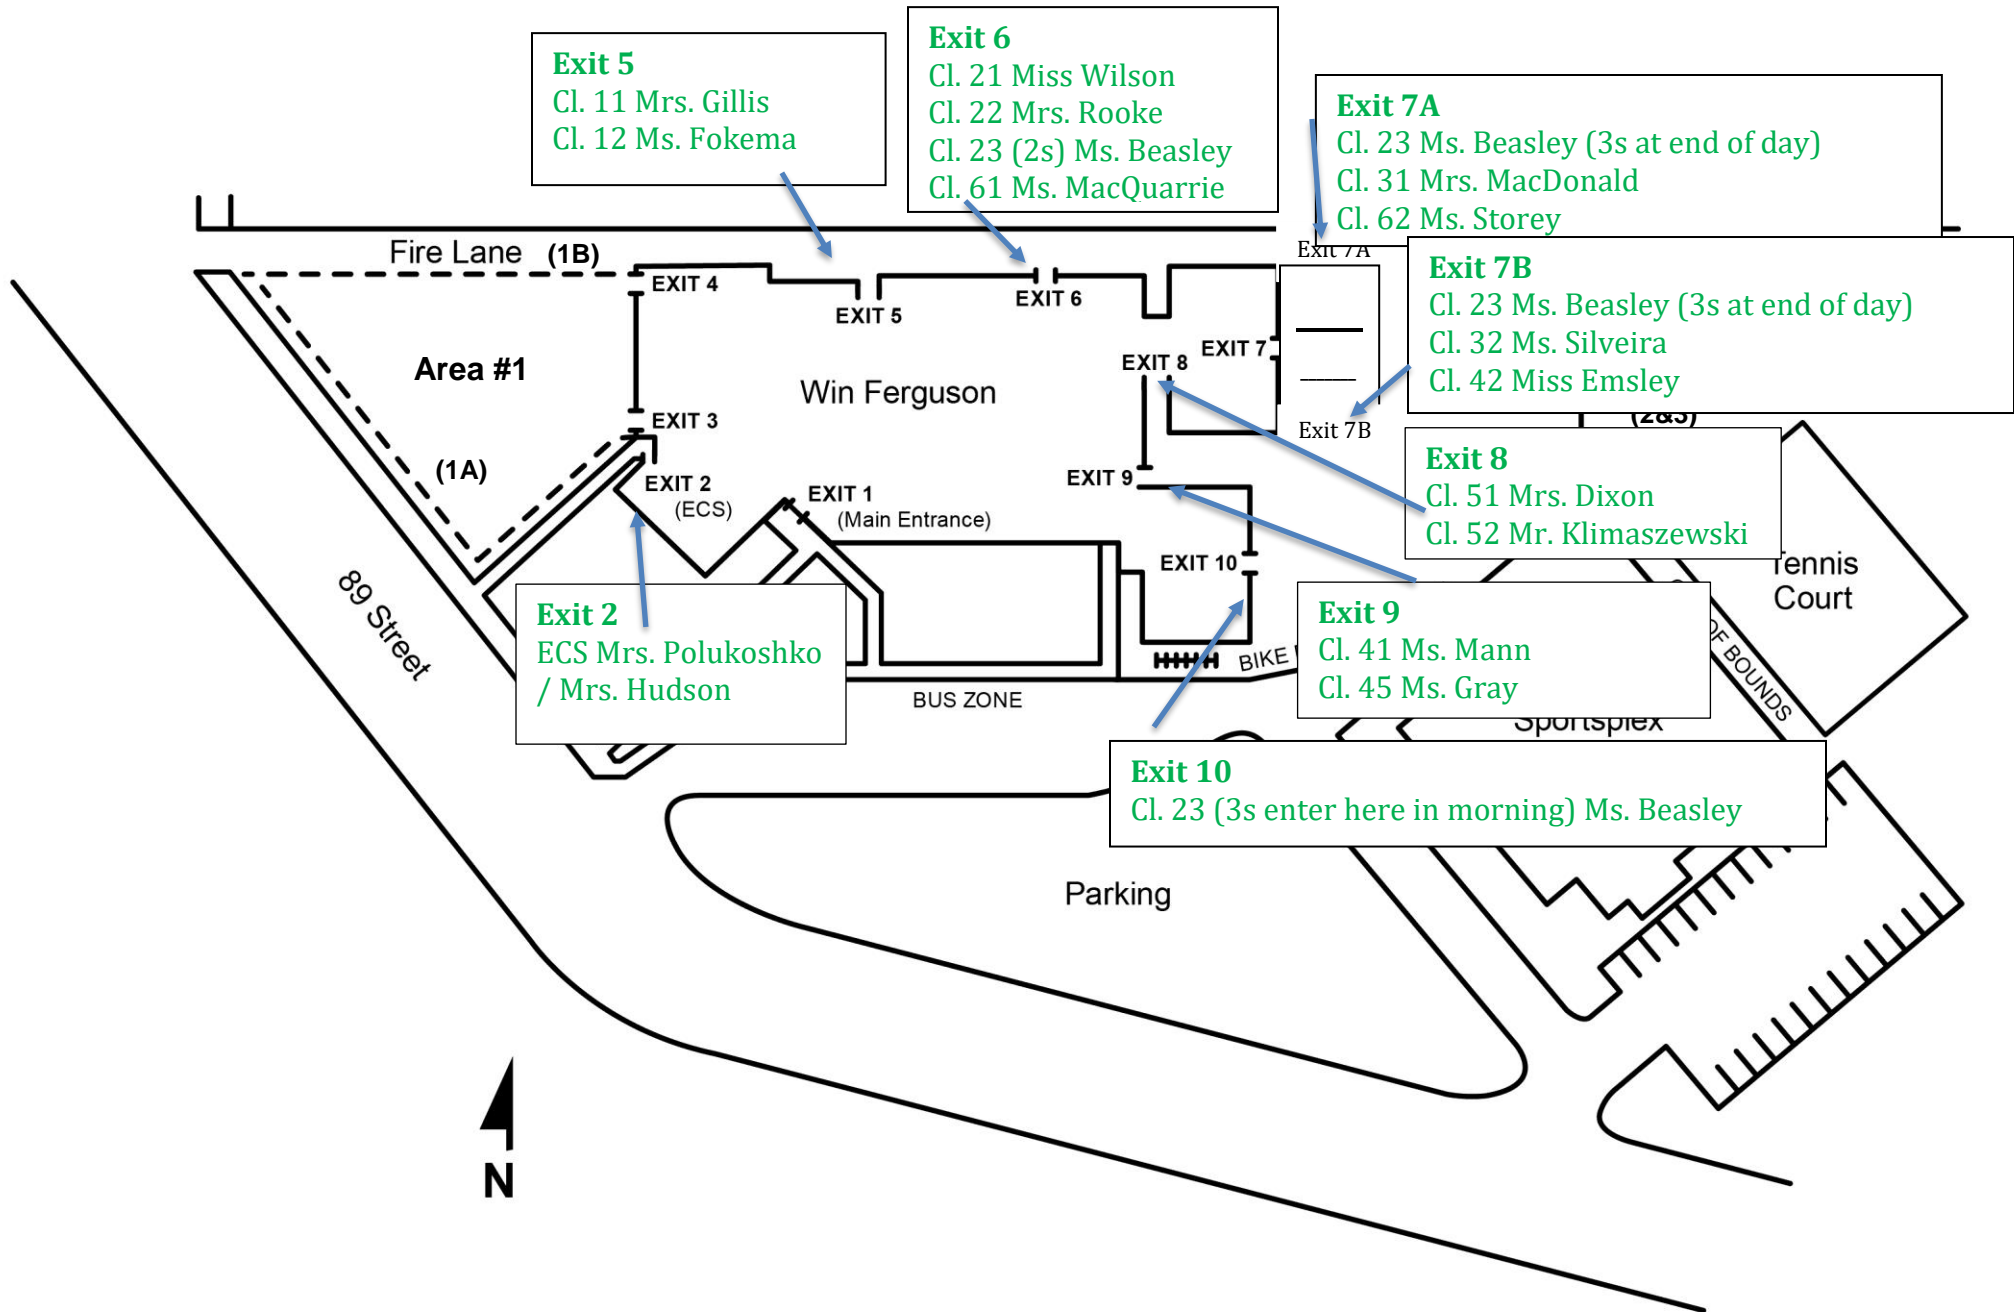 Exit 5
Cl. 11 Mrs. Gillis
Cl. 12 Ms. Fokema
Exit 6
Cl. 21 Miss Wilson
Cl. 22 Mrs. Rooke
Cl. 23 (2s) Ms. Beasley
Cl. 61 Ms. MacQuarrie
Exit 7A
Cl. 23 Ms. Beasley (3s at end of day)
Cl. 31 Mrs. MacDonald
Cl. 62 Ms. Storey
Fire Lane (1B)
Exit 7A
Exit 7B
Cl. 23 Ms. Beasley (3s at end of day)
Cl. 32 Ms. Silveira
Cl. 42 Miss Emsley
EXIT 4
EXIT 5
EXIT 6
EXIT 7
EXIT 8
Area #1
Win Ferguson
EXIT 3
Exit 7B
(2&3)
(1A)
EXIT 2
(ECS)
EXIT 1
(Main Entrance)
EXIT 9
Exit 8
Cl. 51 Mrs. Dixon
Cl. 52 Mr. Klimaszewski
EXIT 10
Tennis
Court
89 Street
Exit 2
ECS Mrs. Polukoshko
/ Mrs. Hudson
Exit 9
Cl. 41 Ms. Mann
Cl. 45 Ms. Gray
BIKE
OF BOUNDS
BUS ZONE
Sportsplex
Exit 10
Cl. 23 (3s enter here in morning) Ms. Beasley
Parking
N